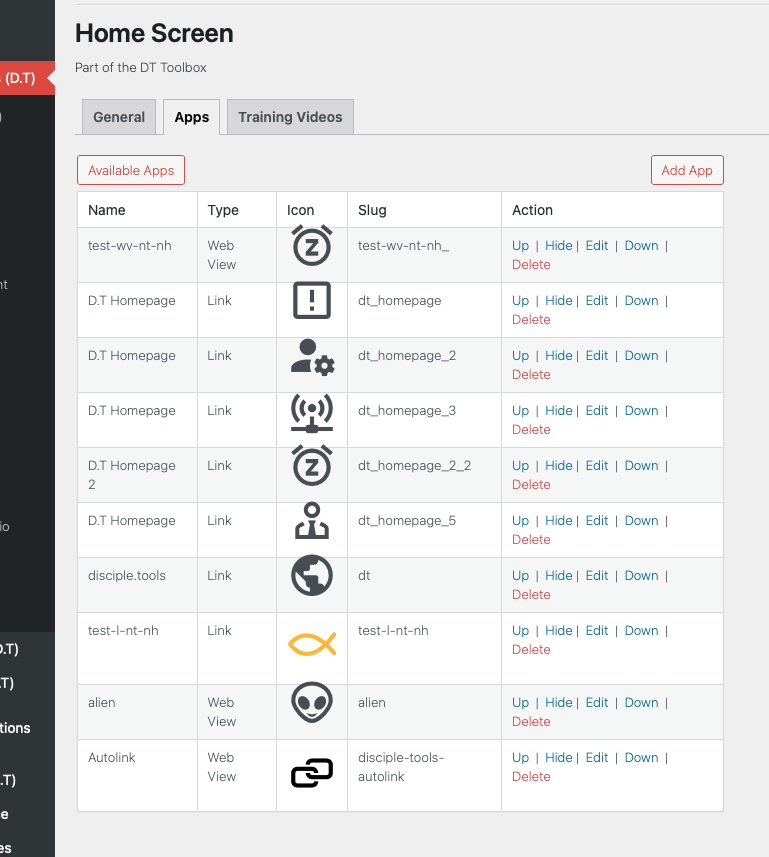 Home Screen
(D.T)
Part of the DT Toolbox
General Apps Training Videos
Available Apps Add App
Name Type Icon Slug Action
test-wv-nt-nh Web View test-wv-nt-nh_ Up | Hide | Edit | Down |
Delete
D.T Homepage Link dt_homepage Up | Hide | Edit | Down |
Delete
D.T Homepage Link dt_homepage_2 Up | Hide | Edit | Down |
Delete
D.T Homepage Link dt_homepage_3 Up | Hide | Edit | Down |
Delete
D.T Homepage 2 Link dt_homepage_2_2 Up | Hide | Edit | Down |
Delete
D.T Homepage Link dt_homepage_5 Up | Hide | Edit | Down |
Delete
disciple.tools Link dt Up | Hide | Edit | Down |
Delete
test-l-nt-nh Link test-l-nt-nh Up | Hide | Edit | Down |
Delete
alien Web View alien Up | Hide | Edit | Down |
Delete
Autolink Web View disciple-tools-autolink Up | Hide | Edit | Down |
Delete